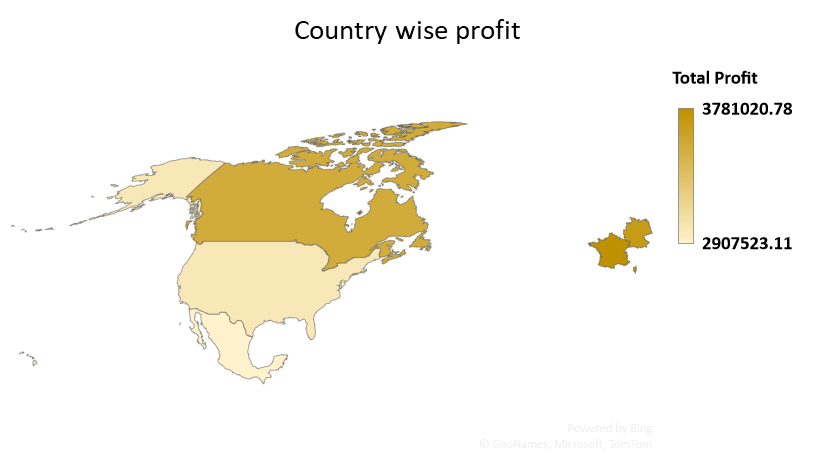 Country wise profit
Total Profit
3781020.78
2907523.11
Powered by Bing
© GeoNames, Microsoft, TomTom